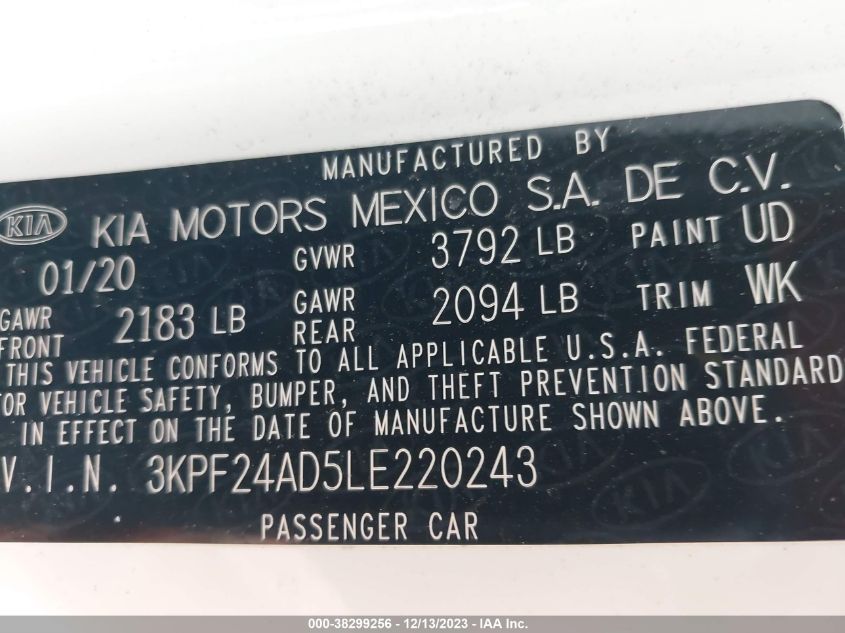 MANUFACTURED BY
KIA KIA MOTORS MEXICO S.A. DE C.V.
01/20 GVWR 3792 LB PAINT UD
GAWR FRONT 2183 LB GAWR REAR 2094 LB TRIM WK
THIS VEHICLE CONFORMS TO ALL APPLICABLE U.S.A. FEDERAL
OR VEHICLE SAFETY, BUMPER, AND THEFT PREVENTION STANDARD
IN EFFECT ON THE DATE OF MANUFACTURE SHOWN ABOVE.
V.I.N. 3KPF24AD5LE220243
PASSENGER CAR
000-38299256 - 12/13/2023 - IAA Inc.